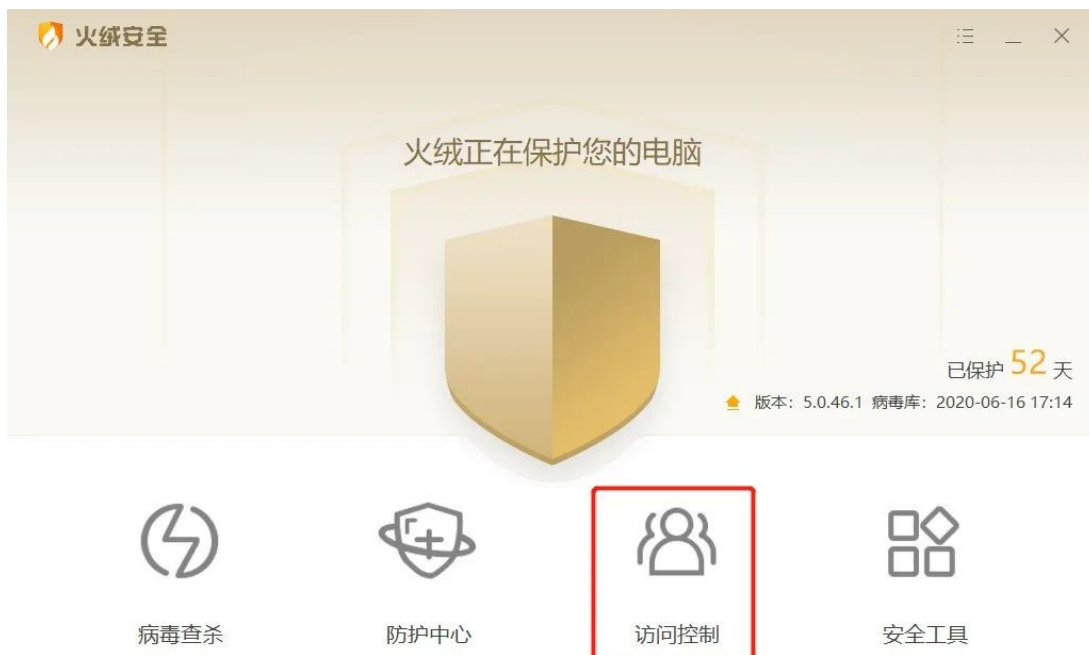 火绒安全
火绒正在保护您的电脑
已保护 52 天
版本：5.0.46.1 病毒库：2020-06-16 17:14
病毒查杀
防护中心
访问控制
安全工具